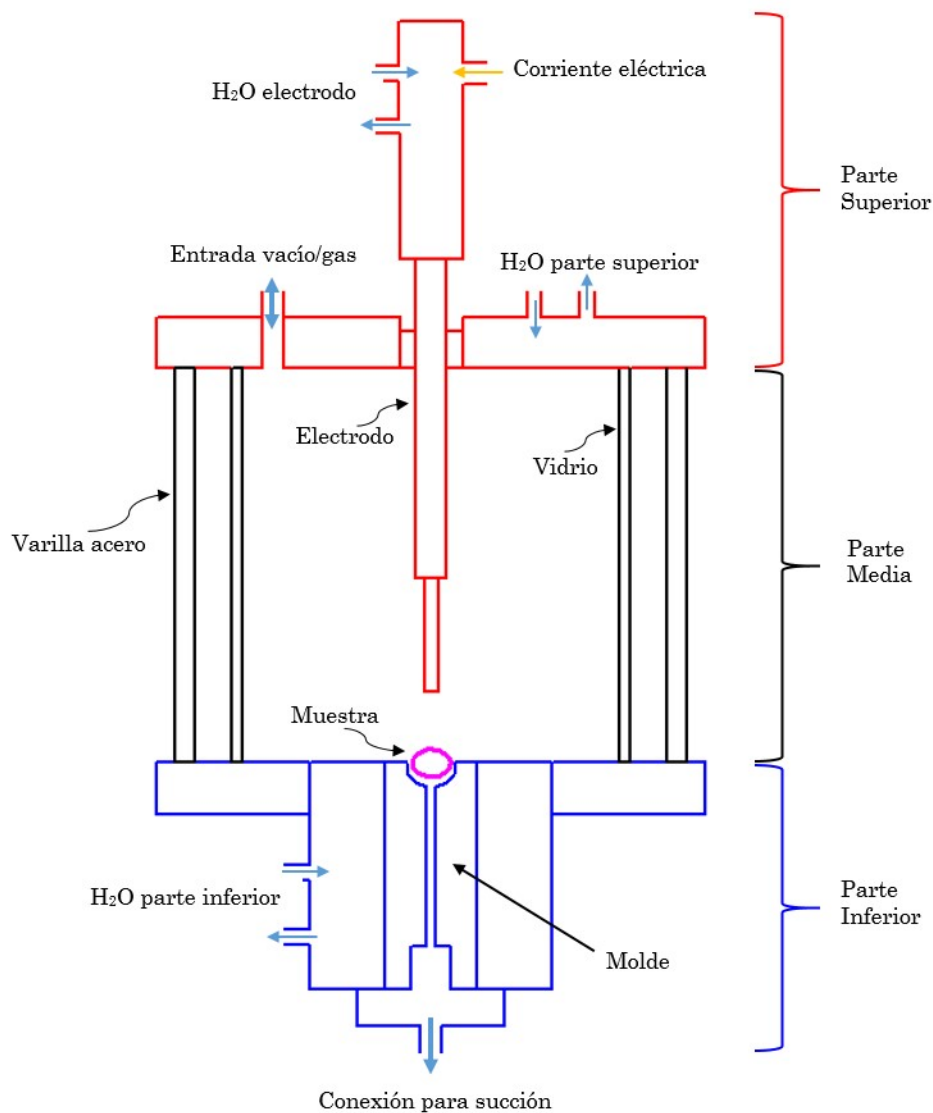 Corriente eléctrica
H₂O electrodo
Parte
Superior
Entrada vacío/gas
H₂O parte superior
Electrodo
Vidrio
Varilla acero
Parte
Media
Muestra
H₂O parte inferior
Parte
Inferior
Molde
Conexión para succión